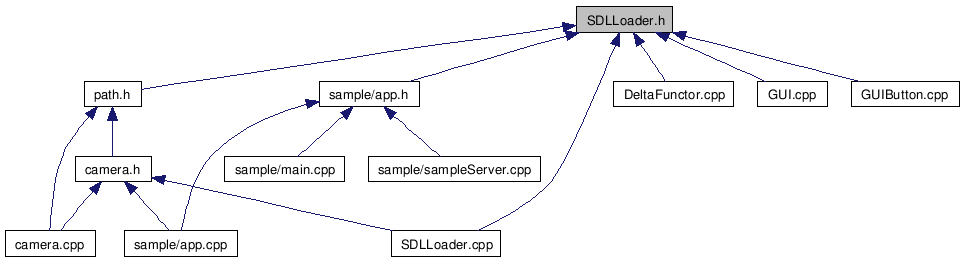 SDLLoader.h
path.h
sample/app.h
DeltaFunctor.cpp
GUI.cpp
GUIButton.cpp
camera.h
sample/main.cpp
sample/sampleServer.cpp
camera.cpp
sample/app.cpp
SDLLoader.cpp